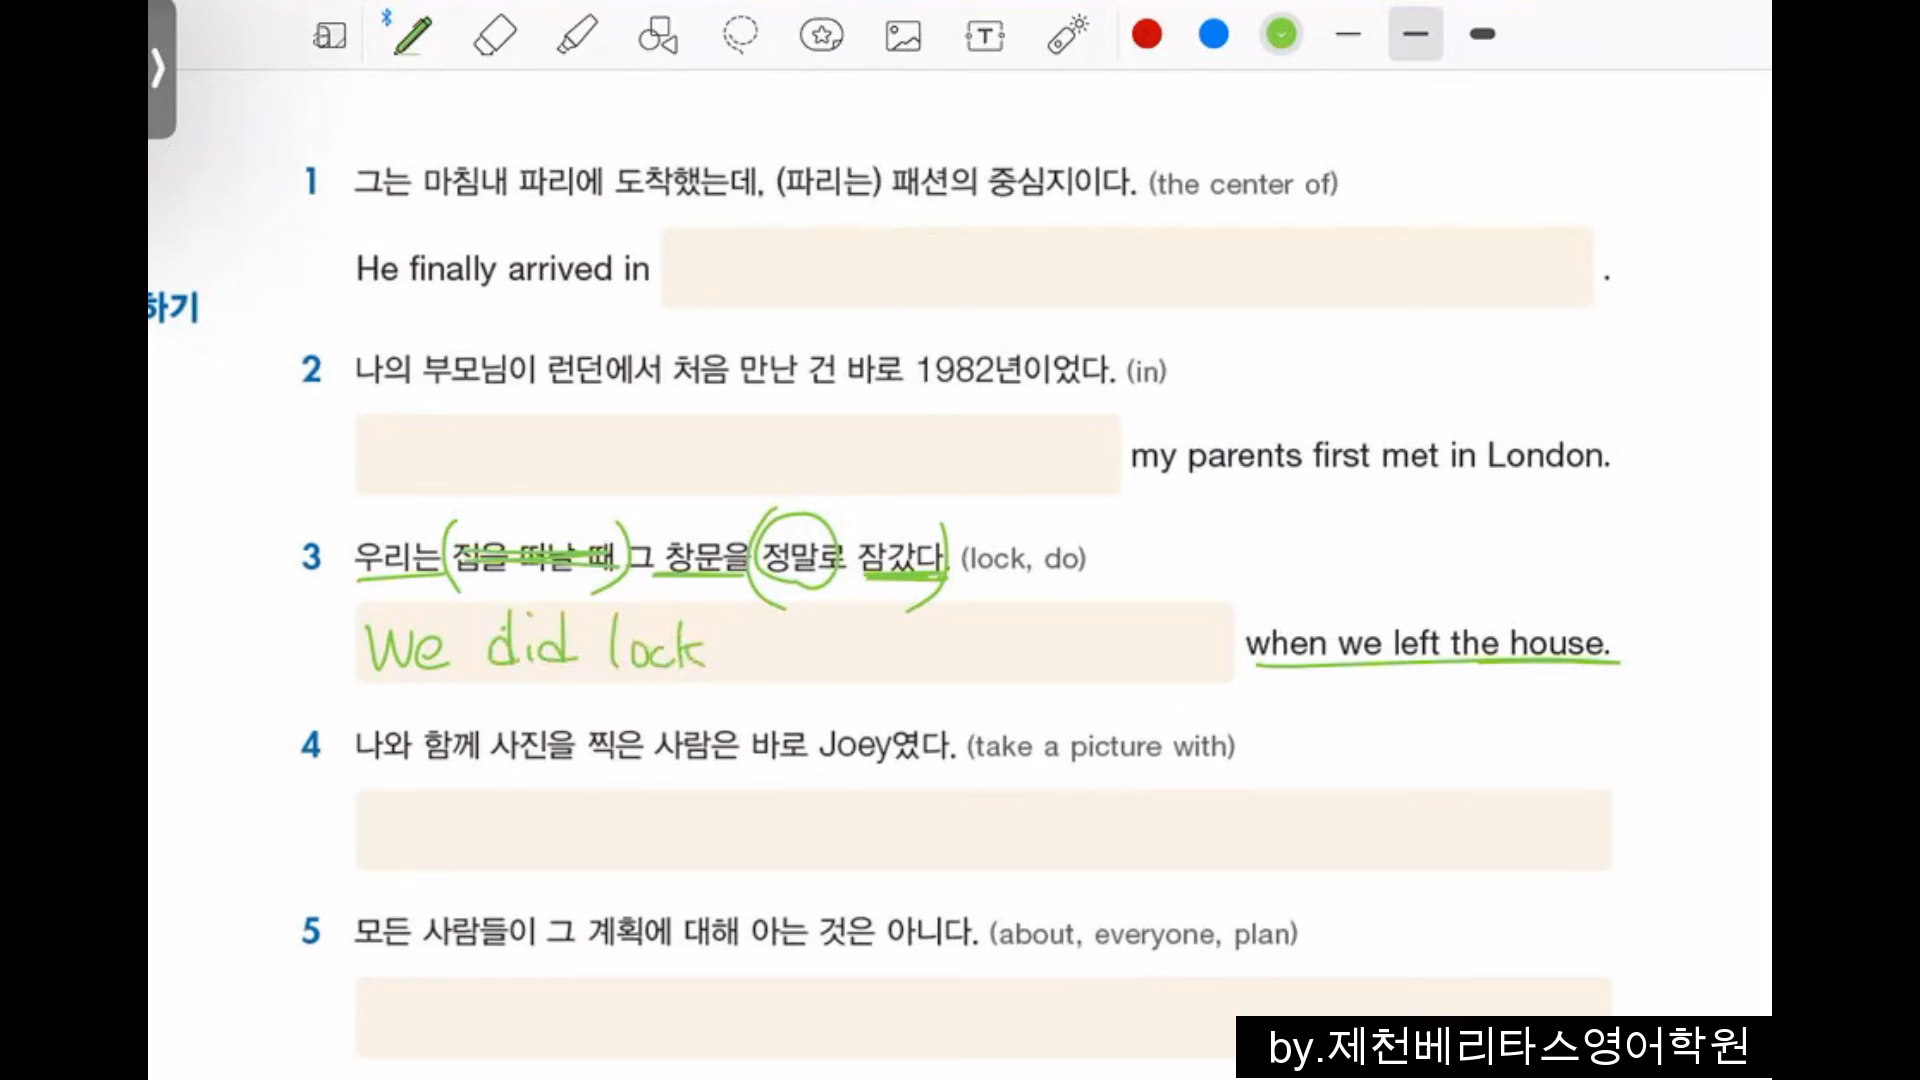 1 그는 마침내 파리에 도착했는데, (파리는) 패션의 중심지이다. (the center of)
He finally arrived in .
하기
2 나의 부모님이 런던에서 처음 만난 건 바로 1982년이었다. (in)
my parents first met in London.
3 우리는 집을 떠날 때 그 창문을 정말로 잠갔다. (lock, do)
We did lock when we left the house.
4 나와 함께 사진을 찍은 사람은 바로 Joey였다. (take a picture with)
5 모든 사람들이 그 계획에 대해 아는 것은 아니다. (about, everyone, plan)
by.제천베리타스영어학원